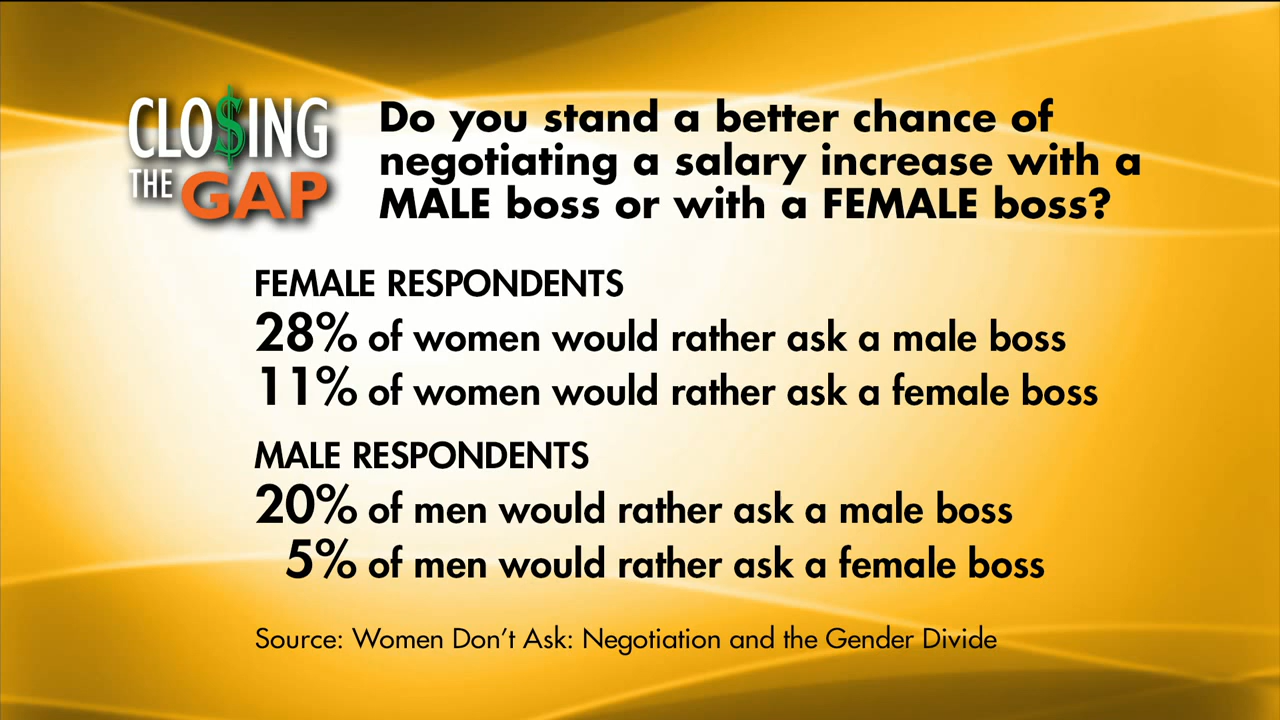 CLO$ING
THE GAP
Do you stand a better chance of
negotiating a salary increase with a
MALE boss or with a FEMALE boss?
FEMALE RESPONDENTS
28% of women would rather ask a male boss
11% of women would rather ask a female boss
MALE RESPONDENTS
20% of men would rather ask a male boss
5% of men would rather ask a female boss
Source: Women Don't Ask: Negotiation and the Gender Divide